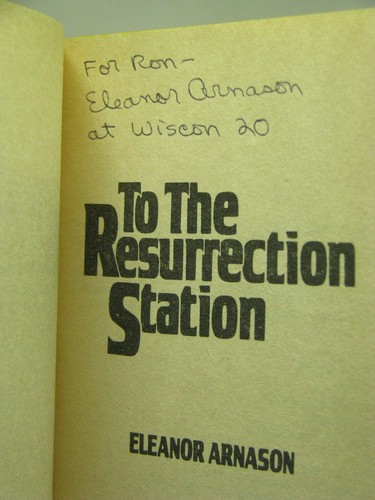 For Ron-
Eleanor Arnason
at Wiscon 20
To The
Resurrection
Station
ELEANOR ARNASON